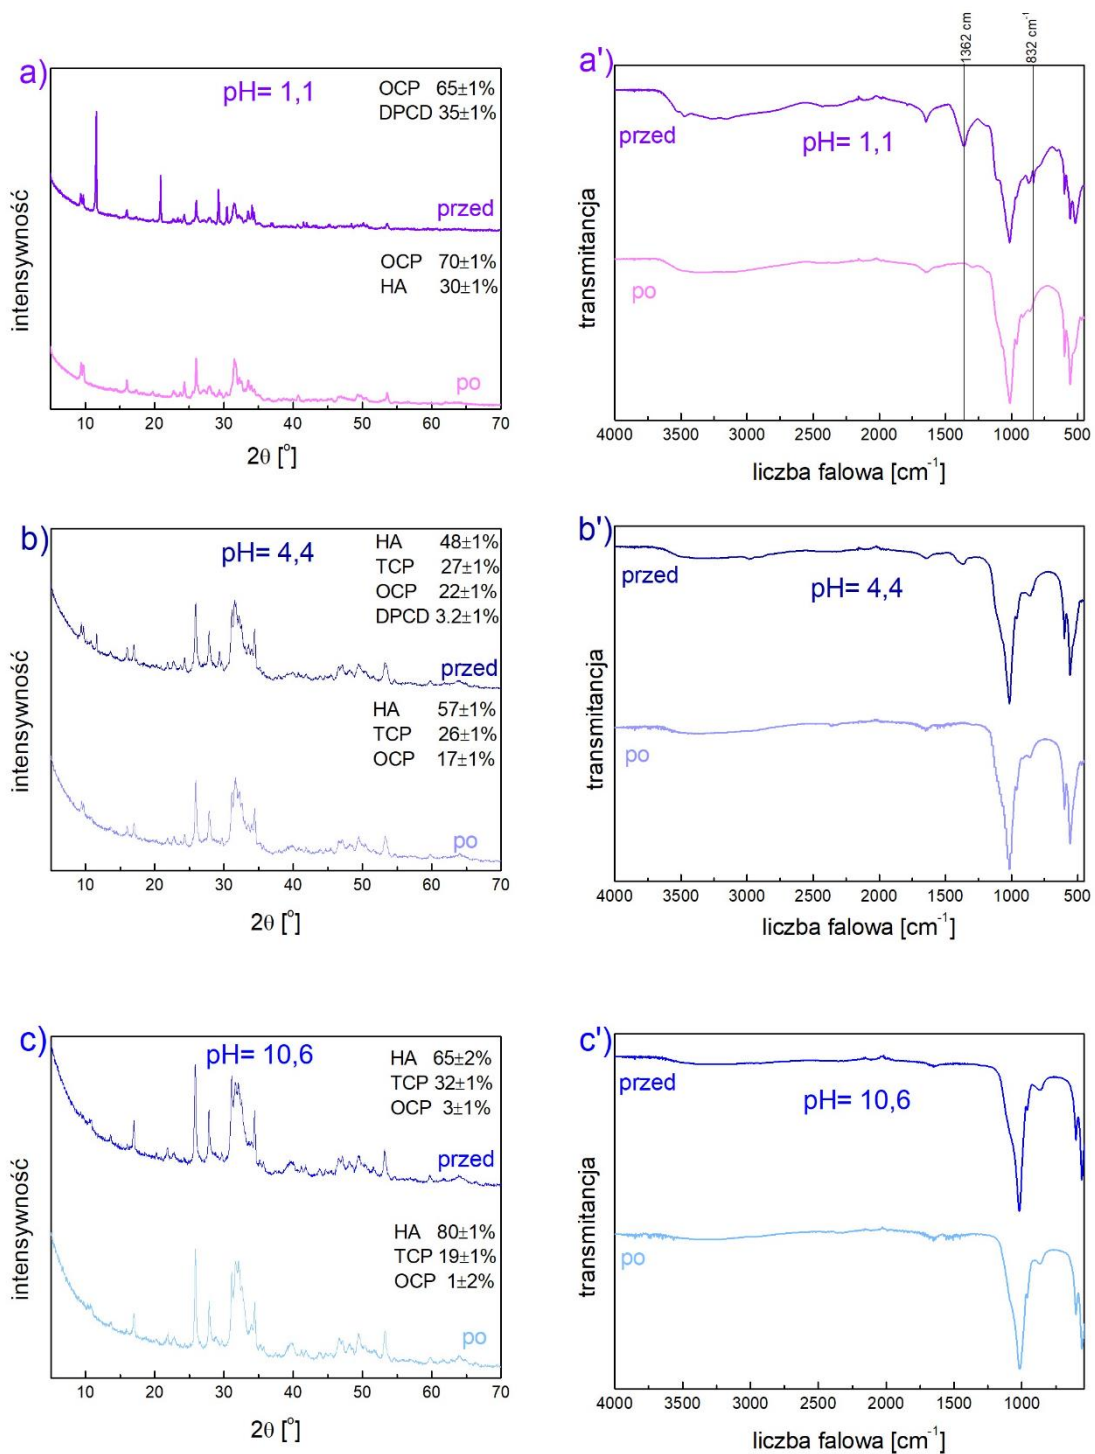 a)
pH= 1,1
OCP 65±1%
DPCD 35±1%
przed
OCP 70±1%
HA 30±1%
po
intensywność
10 20 30 40 50 60 70
2θ [°]
a')
1362 cm
832 cm⁻¹
przed
pH= 1,1
po
transmitancja
4000 3500 3000 2500 2000 1500 1000 500
liczba falowa [cm⁻¹]
b)
pH= 4,4
HA 48±1%
TCP 27±1%
OCP 22±1%
DPCD 3.2±1%
przed
HA 57±1%
TCP 26±1%
OCP 17±1%
po
intensywność
10 20 30 40 50 60 70
2θ [°]
b')
przed
pH= 4,4
po
transmitancja
4000 3500 3000 2500 2000 1500 1000 500
liczba falowa [cm⁻¹]
c)
pH= 10,6
HA 65±2%
TCP 32±1%
OCP 3±1%
przed
HA 80±1%
TCP 19±1%
OCP 1±2%
po
intensywność
10 20 30 40 50 60 70
2θ [°]
c')
przed
pH= 10,6
po
transmitancja
4000 3500 3000 2500 2000 1500 1000
liczba falowa [cm⁻¹]